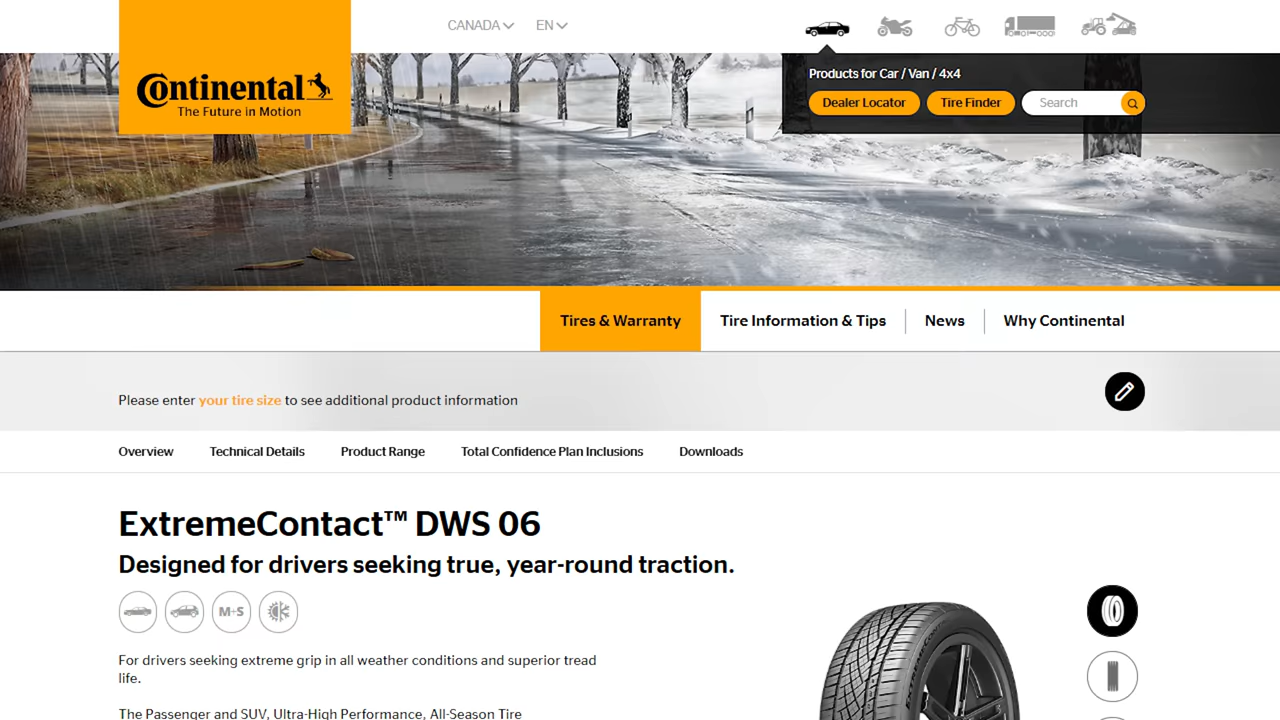 CANADA
EN
Continental
The Future in Motion
Products for Car / Van / 4x4
Dealer Locator
Tire Finder
Search
Tires & Warranty
Tire Information & Tips
News
Why Continental
Please enter your tire size to see additional product information
Overview
Technical Details
Product Range
Total Confidence Plan Inclusions
Downloads
ExtremeContact™ DWS 06
Designed for drivers seeking true, year-round traction.
M+S
For drivers seeking extreme grip in all weather conditions and superior tread
life.
The Passenger and SUV, Ultra-High Performance, All-Season Tire